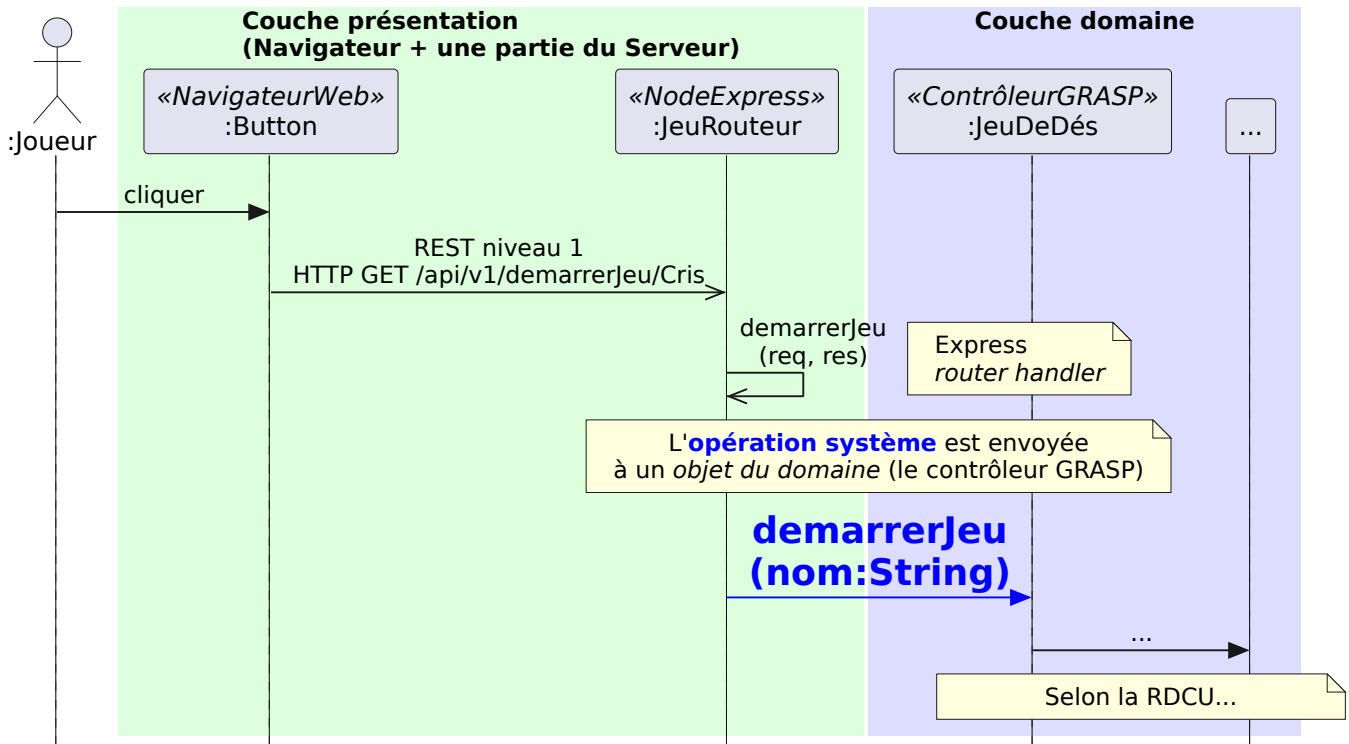 Couche présentation
(Navigateur + une partie du Serveur)
Couche domaine
:Joueur
«NavigateurWeb»
:Button
«NodeExpress»
:JeuRouteur
«ContrôleurGRASP»
:JeuDeDés
...
cliquer
REST niveau 1
HTTP GET /api/v1/demarrerJeu/Cris
demarrerJeu
(req, res)
Express
router handler
L'opération système est envoyée
à un objet du domaine (le contrôleur GRASP)
demarrerJeu
(nom:String)
...
Selon la RDCU...